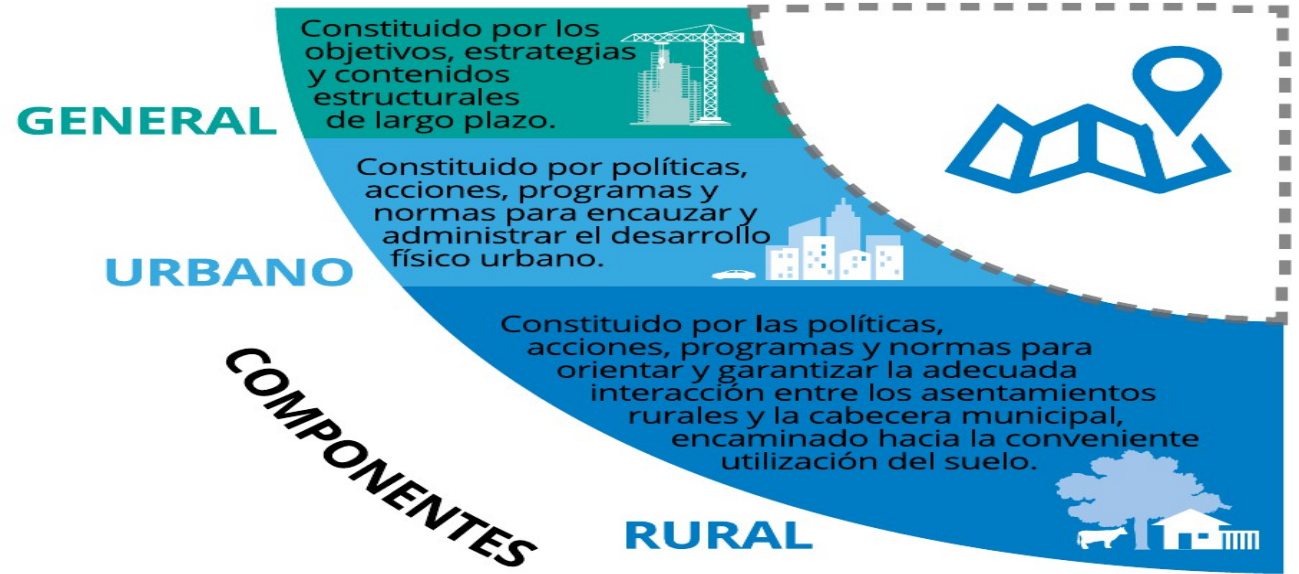 Constituido por los
objetivos, estrategias
y contenidos
estructurales
de largo plazo.
GENERAL
Constituido por políticas,
acciones, programas y
normas para encauzar y
administrar el desarrollo
físico urbano.
URBANO
Constituido por las políticas,
acciones, programas y normas para
orientar y garantizar la adecuada
interacción entre los asentamientos
rurales y la cabecera municipal,
encaminado hacia la conveniente
utilización del suelo.
COMPONENTES
RURAL